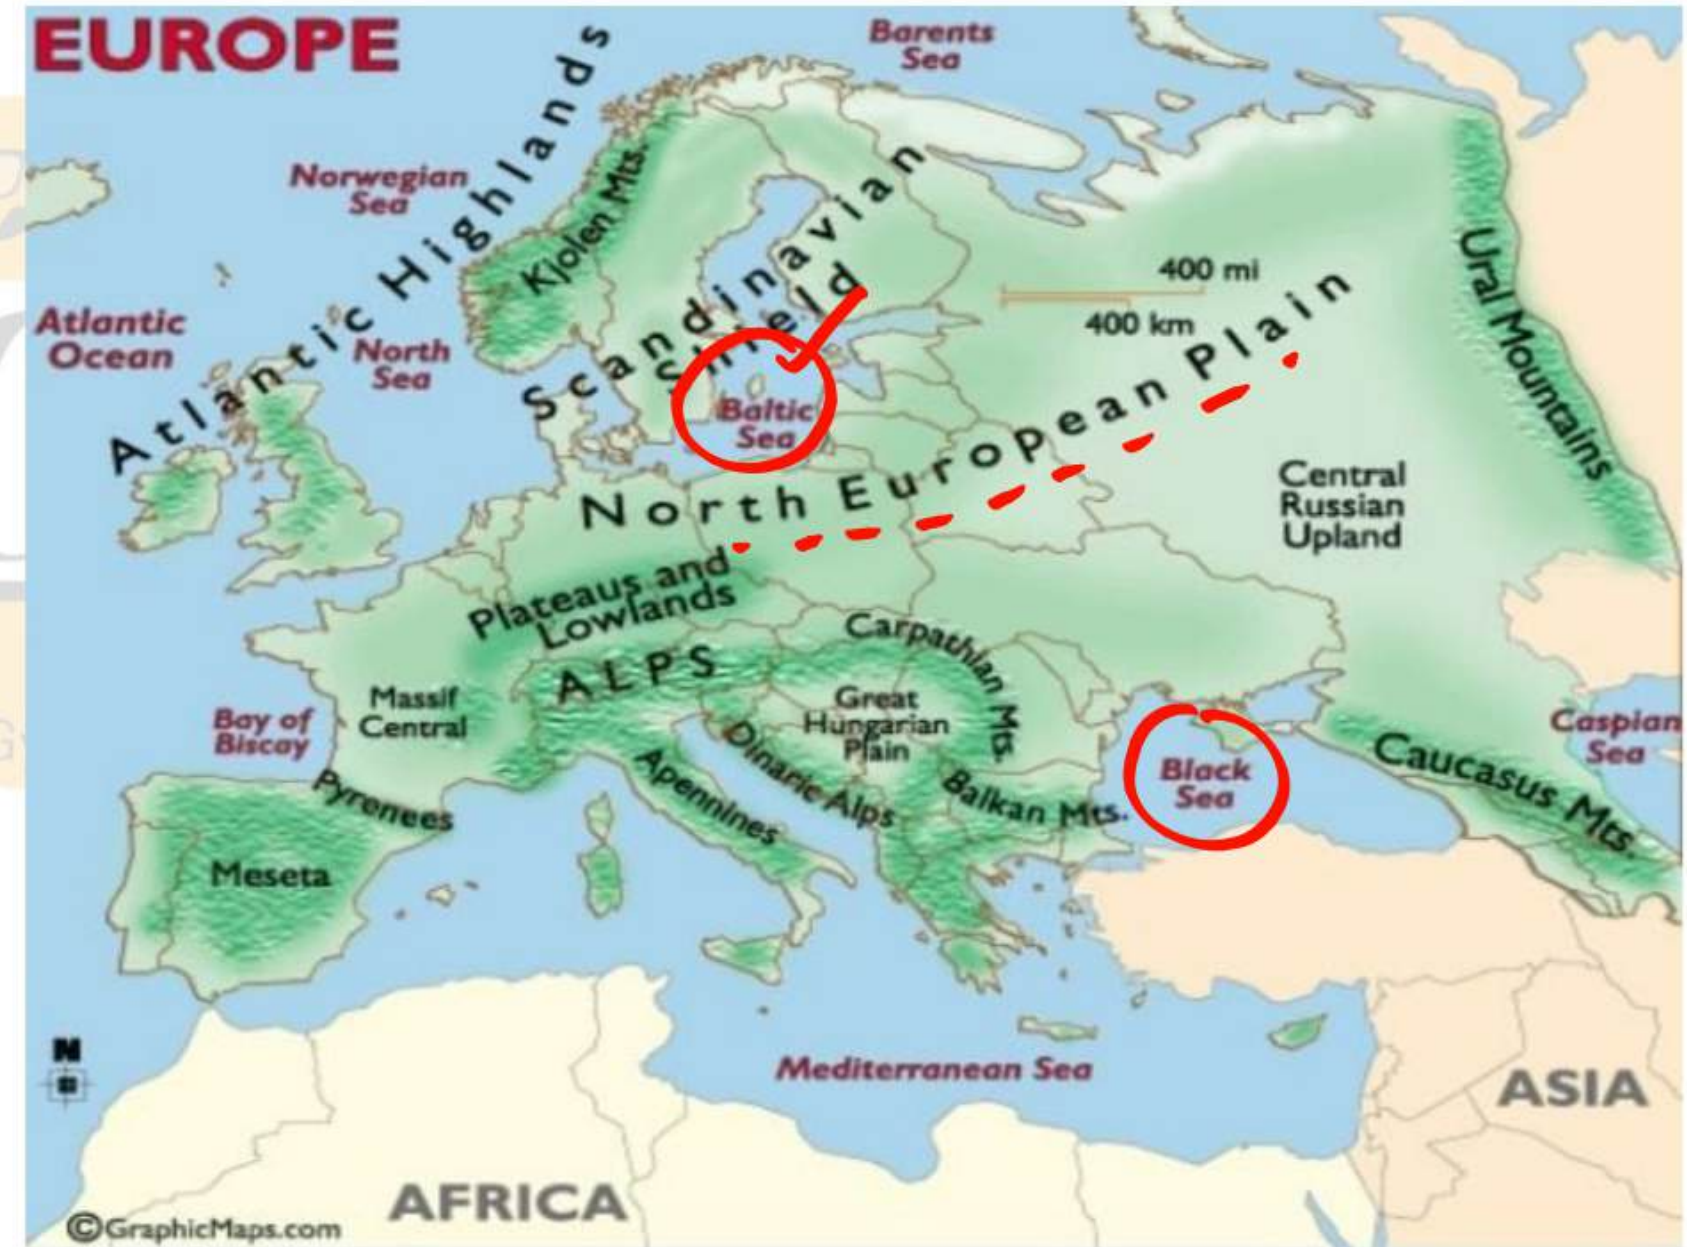 EUROPE
Barents
Sea
Atlantic Highlands
Norwegian
Sea
Kjolen Mts.
Scandinavian
Shield
400 mi
400 km
Ural Mountains
Atlantic
Ocean
North
Sea
Baltic
Sea
North European Plain
Central
Russian
Upland
Plateaus and
Lowlands
Carpathian Mts.
ALPS
Massif
Central
Great
Hungarian
Plain
Bay of
Biscay
Caspian
Sea
Black
Sea
Caucasus Mts.
Dinaric Alps
Apennines
Balkan Mts.
Pyrenees
Meseta
N
Mediterranean Sea
ASIA
AFRICA
©GraphicMaps.com